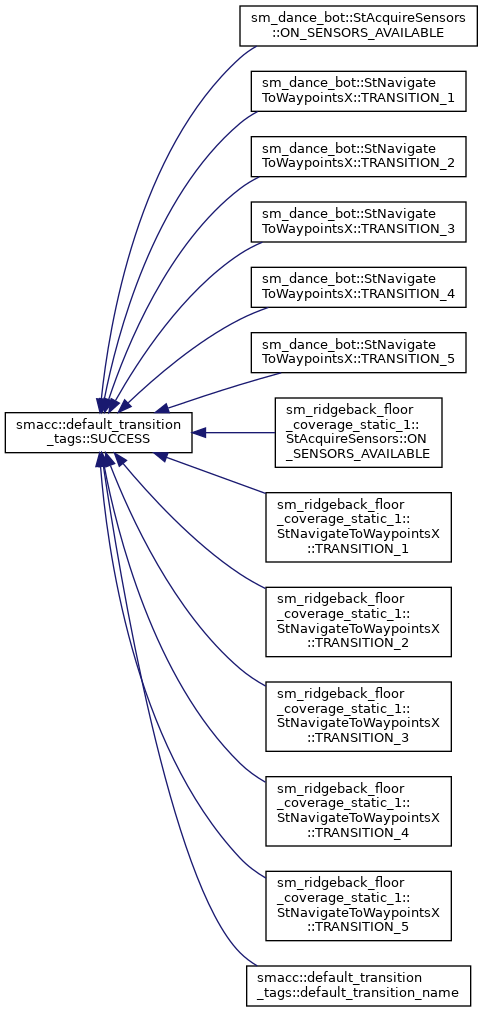 sm_dance_bot::StAcquireSensors
::ON_SENSORS_AVAILABLE
sm_dance_bot::StNavigate
ToWaypointsX::TRANSITION_1
sm_dance_bot::StNavigate
ToWaypointsX::TRANSITION_2
sm_dance_bot::StNavigate
ToWaypointsX::TRANSITION_3
sm_dance_bot::StNavigate
ToWaypointsX::TRANSITION_4
sm_dance_bot::StNavigate
ToWaypointsX::TRANSITION_5
smacc::default_transition
_tags::SUCCESS
sm_ridgeback_floor
_coverage_static_1::
StAcquireSensors::ON
_SENSORS_AVAILABLE
sm_ridgeback_floor
_coverage_static_1::
StNavigateToWaypointsX
::TRANSITION_1
sm_ridgeback_floor
_coverage_static_1::
StNavigateToWaypointsX
::TRANSITION_2
sm_ridgeback_floor
_coverage_static_1::
StNavigateToWaypointsX
::TRANSITION_3
sm_ridgeback_floor
_coverage_static_1::
StNavigateToWaypointsX
::TRANSITION_4
sm_ridgeback_floor
_coverage_static_1::
StNavigateToWaypointsX
::TRANSITION_5
smacc::default_transition
_tags::default_transition_name